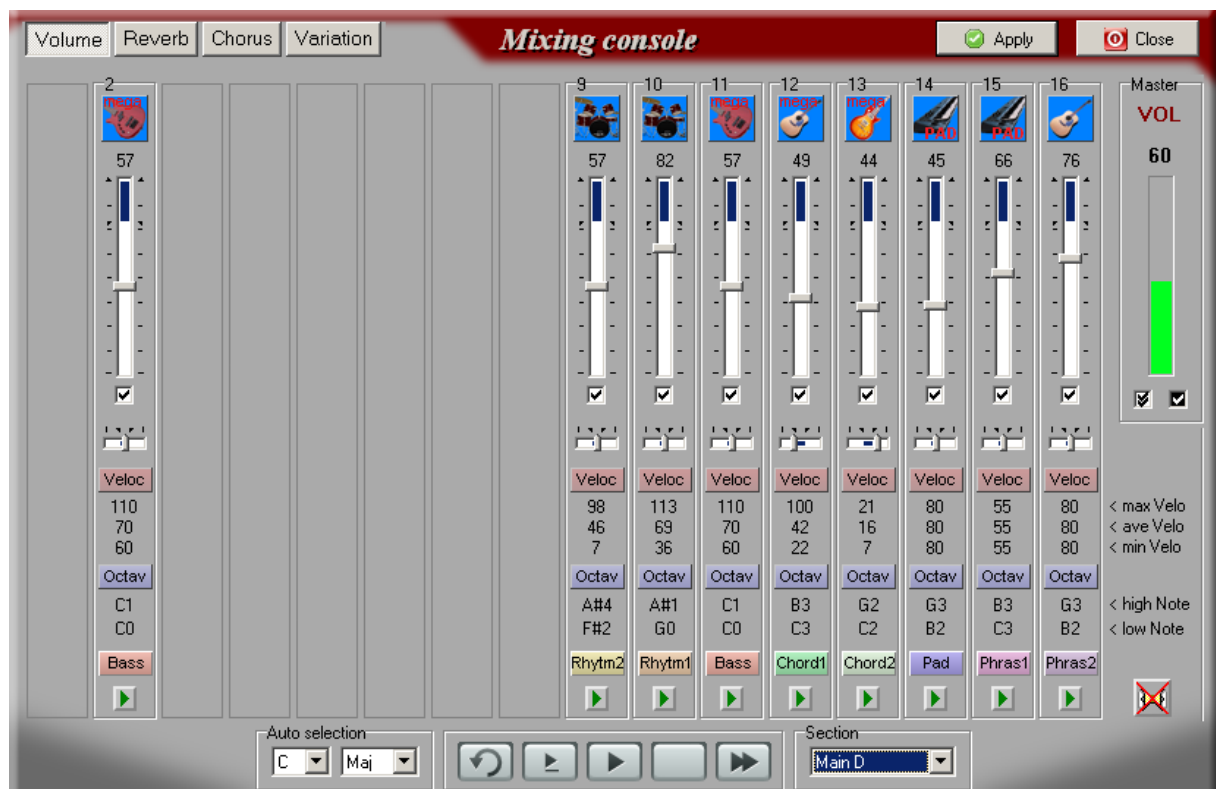 Volume Reverb Chorus Variation Mixing console Apply Close
2 9 10 11 12 13 14 15 16 Master
mega mega mega mega PAD PAD VOL
57 57 82 57 49 44 45 66 76 60
Veloc Veloc Veloc Veloc Veloc Veloc Veloc Veloc Veloc
110 98 113 110 100 21 80 55 80 < max Velo
70 46 69 70 42 16 80 55 80 < ave Velo
60 7 36 60 22 7 80 55 80 < min Velo
Octav Octav Octav Octav Octav Octav Octav Octav Octav
C1 A#4 A#1 C1 B3 G2 G3 B3 G3 < high Note
C0 F#2 G0 C0 C3 C2 B2 C3 B2 < low Note
Bass Rhytm2 Rhytm1 Bass Chord1 Chord2 Pad Phras1 Phras2
Auto selection Section
C Maj Main D